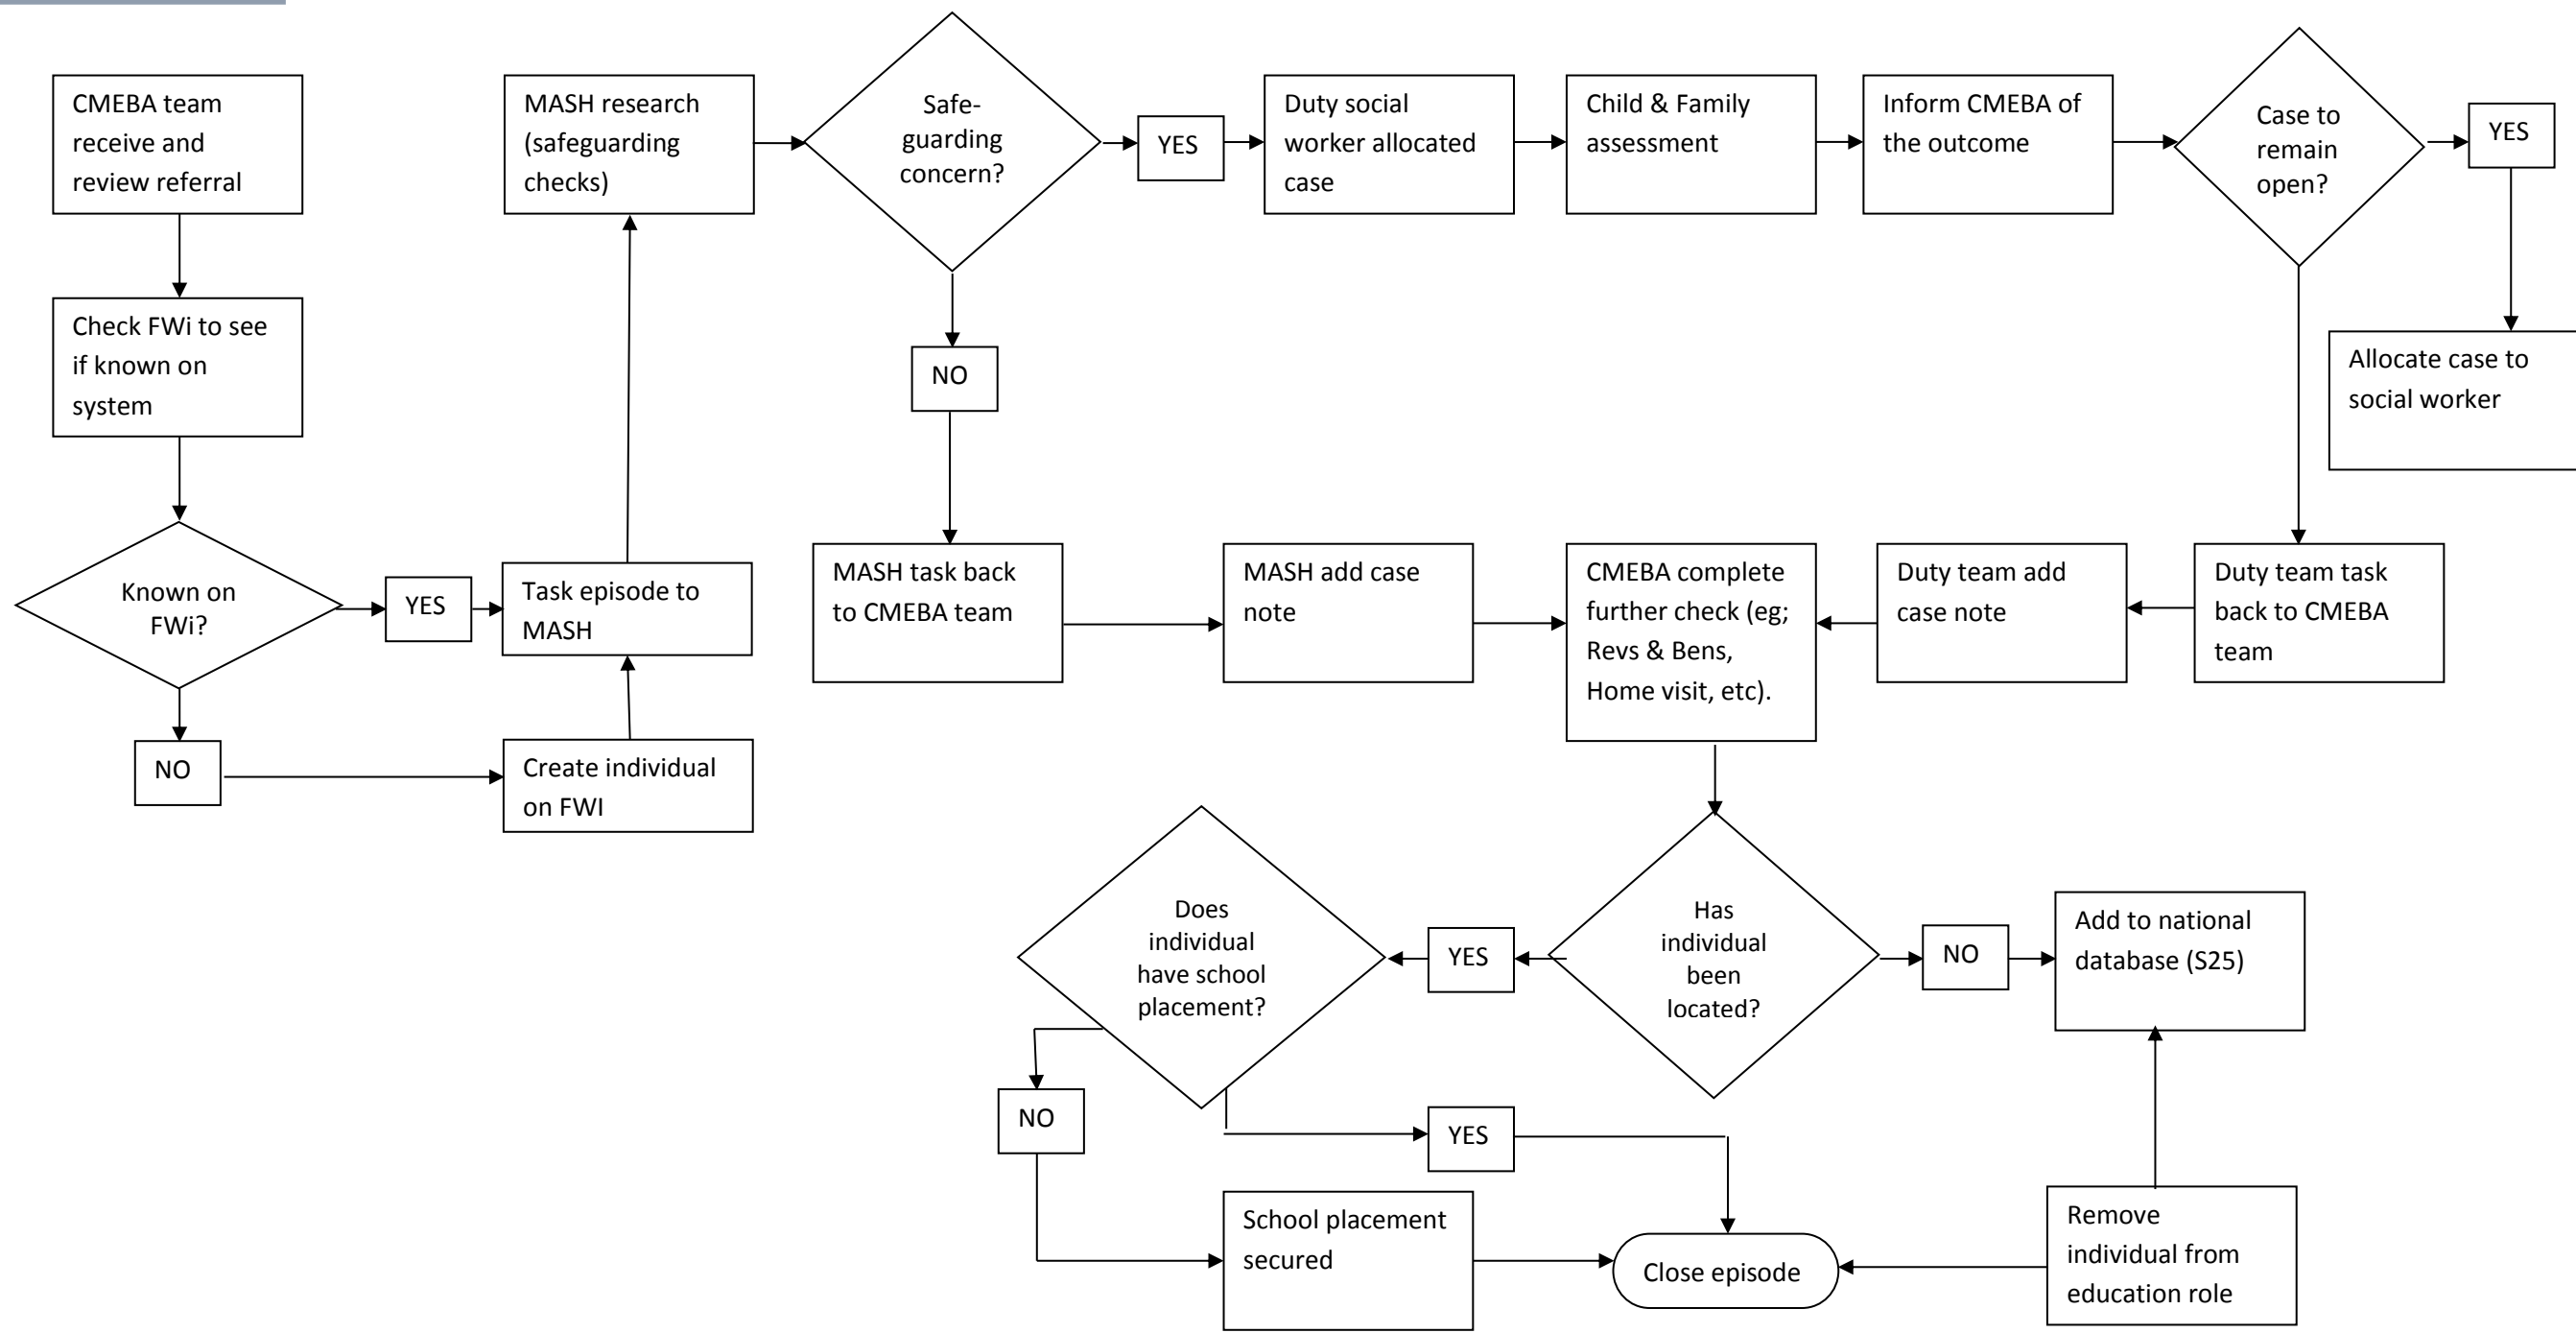 CMEBA team
receive and
review referral
MASH research
(safeguarding
checks)
Safe-
guarding
concern?
YES
Duty social
worker allocated
case
Child & Family
assessment
Inform CMEBA of
the outcome
Case to
remain
open?
YES
Check FWi to see
if known on
system
NO
Allocate case to
social worker
Known on
FWi?
YES
Task episode to
MASH
MASH task back
to CMEBA team
MASH add case
note
CMEBA complete
further check (eg;
Revs & Bens,
Home visit, etc).
Duty team add
case note
Duty team task
back to CMEBA
team
NO
Create individual
on FWI
Does
individual
have school
placement?
YES
Has
individual
been
located?
NO
Add to national
database (S25)
NO
YES
School placement
secured
Close episode
Remove
individual from
education role